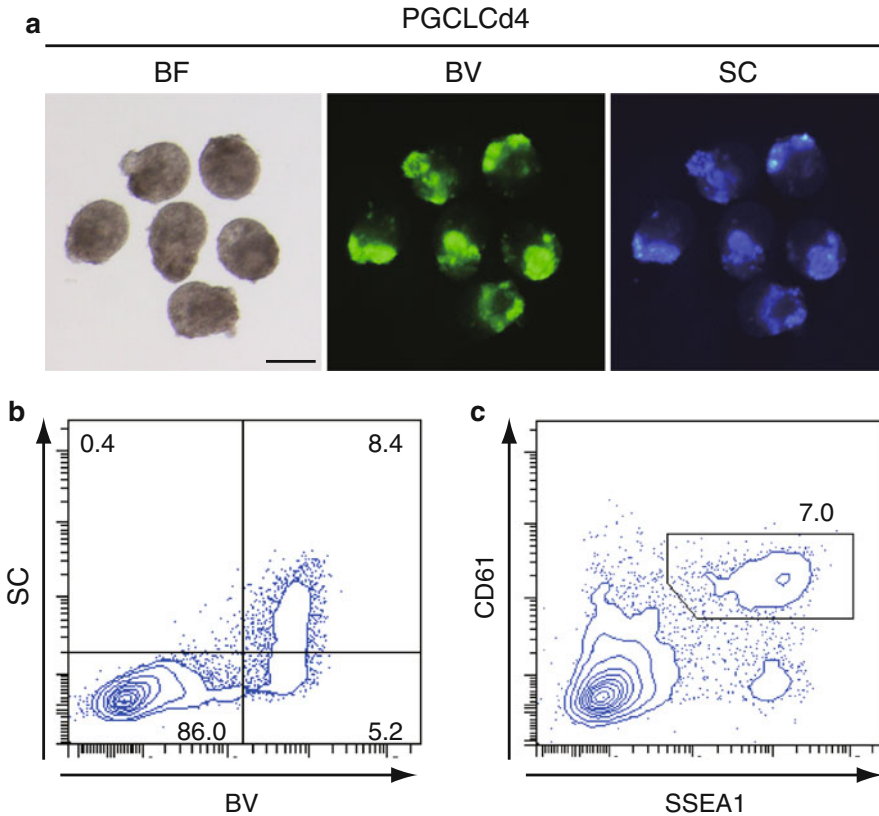 a
PGCLCd4
BF BV SC
b
0.4 8.4
SC
86.0 5.2
BV
c
7.0
CD61
SSEA1